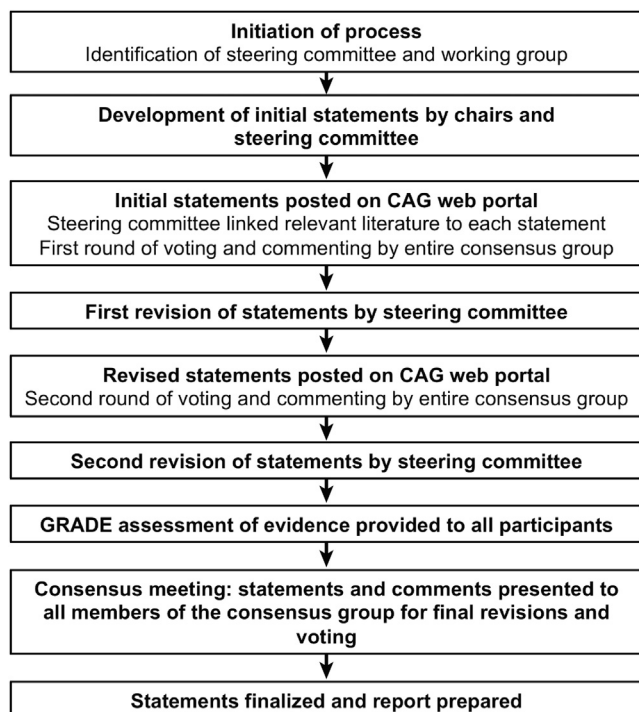 Initiation of process
Identification of steering committee and working group
Development of initial statements by chairs and
steering committee
Initial statements posted on CAG web portal
Steering committee linked relevant literature to each statement
First round of voting and commenting by entire consensus group
First revision of statements by steering committee
Revised statements posted on CAG web portal
Second round of voting and commenting by entire consensus group
Second revision of statements by steering committee
GRADE assessment of evidence provided to all participants
Consensus meeting: statements and comments presented to
all members of the consensus group for final revisions and
voting
Statements finalized and report prepared